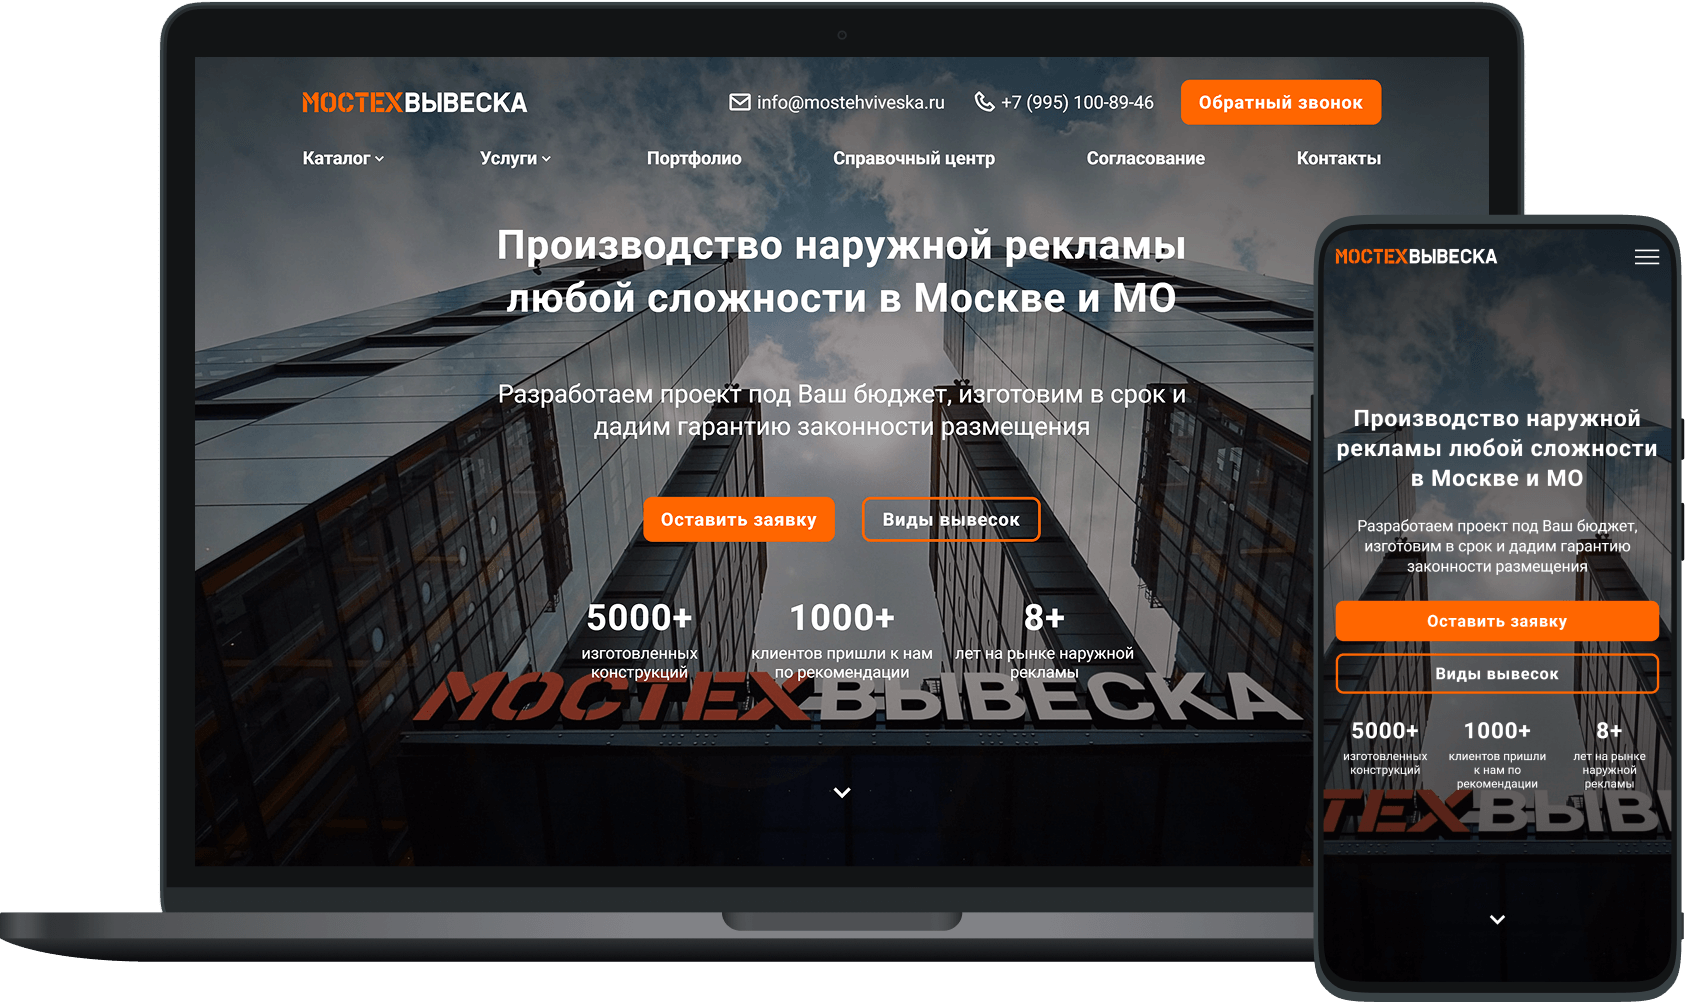 МОСТЕХВЫВЕСКА
info@mostehviveska.ru
+7 (995) 100-89-46
Обратный звонок
Каталог
Услуги
Портфолио
Справочный центр
Согласование
Контакты
Производство наружной рекламы
любой сложности в Москве и МО
Разработаем проект под Ваш бюджет, изготовим в срок и
дадим гарантию законности размещения
Оставить заявку
Виды вывесок
5000+
изготовленных
конструкций
1000+
клиентов пришли к нам
по рекомендации
8+
лет на рынке наружной
рекламы
МОСТЕХВЫВЕСКА
МОСТЕХВЫВЕСКА
Производство наружной
рекламы любой сложности
в Москве и МО
Разработаем проект под Ваш бюджет,
изготовим в срок и дадим гарантию
законности размещения
Оставить заявку
Виды вывесок
5000+
изготовленных
конструкций
1000+
клиентов пришли
к нам по
рекомендации
8+
лет на рынке
наружной
рекламы
ТЕХВЫВ